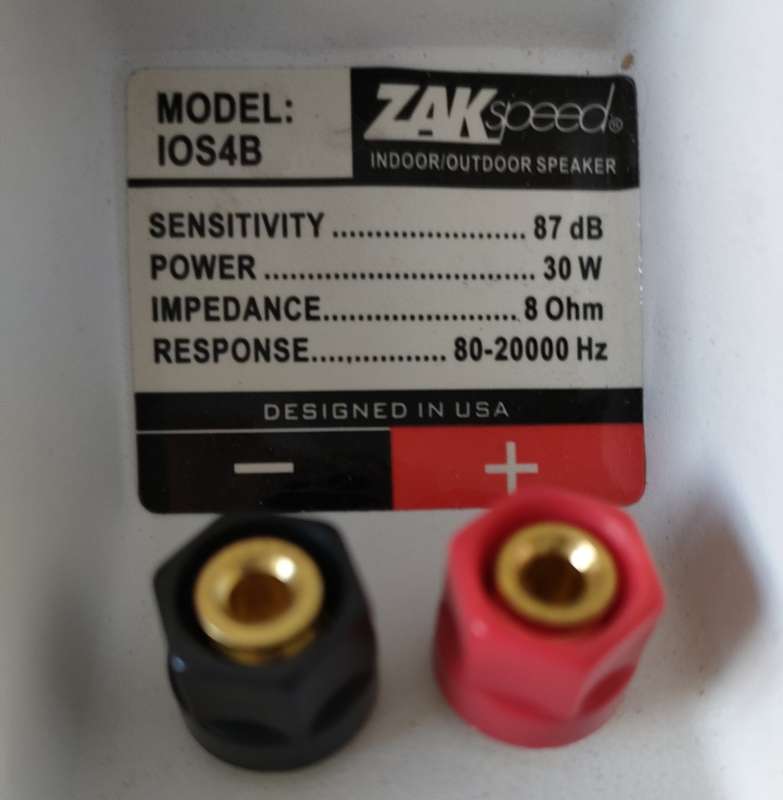 MODEL:
IOS4B
ZAKspeed®
INDOOR/OUTDOOR SPEAKER
SENSITIVITY ....................... 87 dB
POWER ................................ 30 W
IMPEDANCE....................... 8 Ohm
RESPONSE................ 80-20000 Hz
DESIGNED IN USA
− +